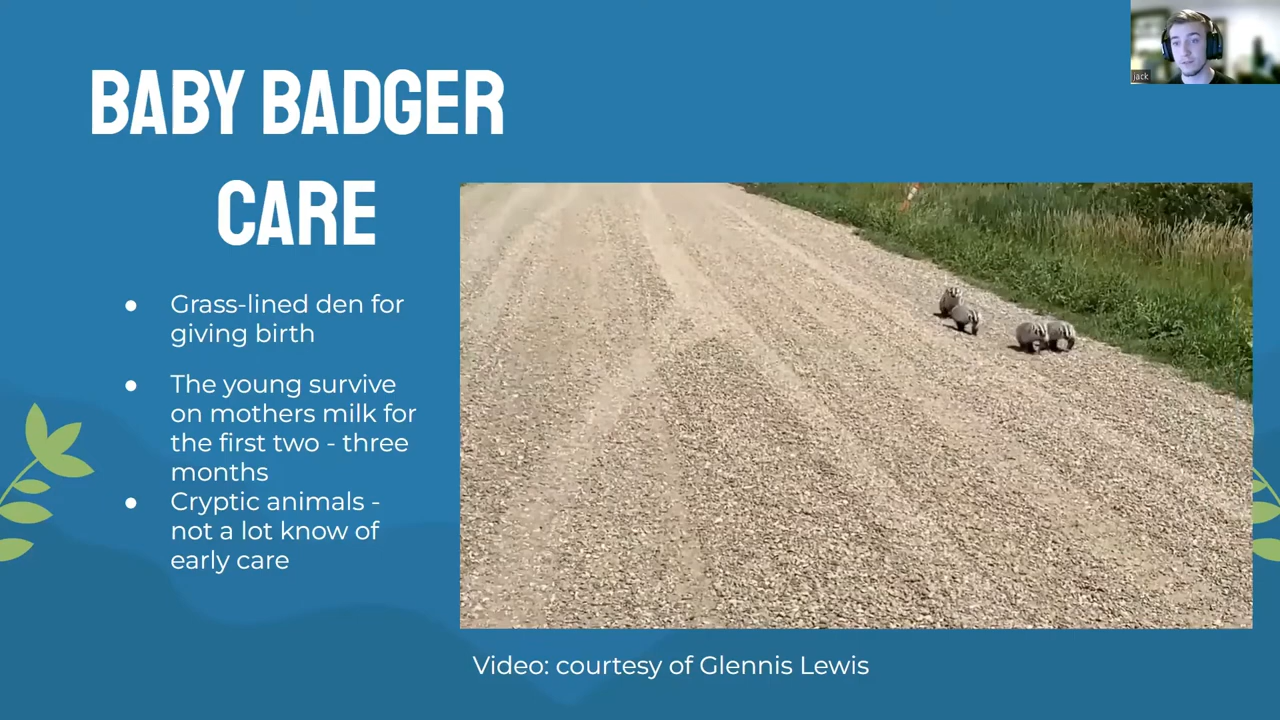 BABY BADGER
CARE
● Grass-lined den for
giving birth
● The young survive
on mothers milk for
the first two - three
months
● Cryptic animals -
not a lot know of
early care
Video: courtesy of Glennis Lewis
jack